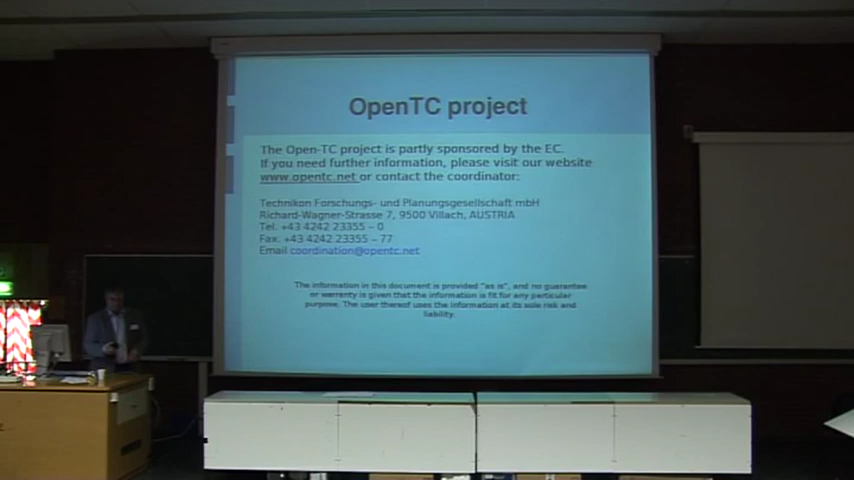 OpenTC project
The Open-TC project is partly sponsored by the EC.
If you need further information, please visit our website
www.opentc.net or contact the coordinator:
Technikon Forschungs- und Planungsgesellschaft mbH
Richard-Wagner-Strasse 7, 9500 Villach, AUSTRIA
Tel. +43 4242 23355 – 0
Fax. +43 4242 23355 – 77
Email coordination@opentc.net
The information in this document is provided "as is", and no guarantee
or warranty is given that the information is fit for any particular
purpose. The user thereof uses the information at its sole risk and
liability.